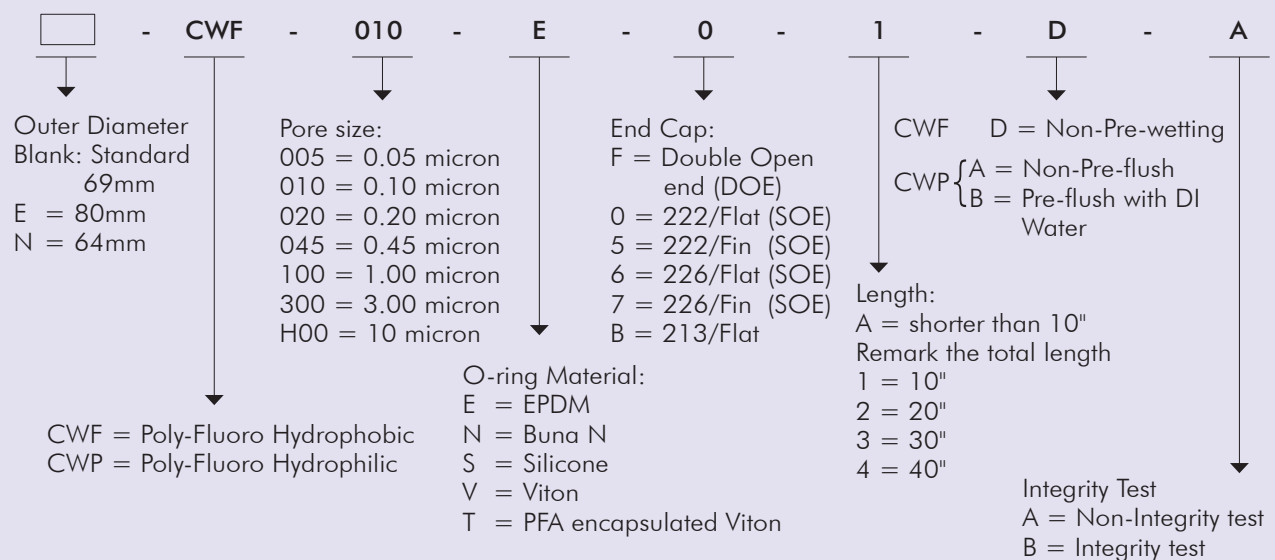 - CWF - 010 - E - 0 - 1 - D - A
Outer Diameter
Blank: Standard
69mm
E = 80mm
N = 64mm
CWF = Poly-Fluoro Hydrophobic
CWP = Poly-Fluoro Hydrophilic
Pore size:
005 = 0.05 micron
010 = 0.10 micron
020 = 0.20 micron
045 = 0.45 micron
100 = 1.00 micron
300 = 3.00 micron
H00 = 10 micron
O-ring Material:
E = EPDM
N = Buna N
S = Silicone
V = Viton
T = PFA encapsulated Viton
End Cap:
F = Double Open
end (DOE)
0 = 222/Flat (SOE)
5 = 222/Fin (SOE)
6 = 226/Flat (SOE)
7 = 226/Fin (SOE)
B = 213/Flat
Length:
A = shorter than 10"
Remark the total length
1 = 10"
2 = 20"
3 = 30"
4 = 40"
CWF D = Non-Pre-wetting
CWP { A = Non-Pre-flush
B = Pre-flush with DI
Water
Integrity Test
A = Non-Integrity test
B = Integrity test